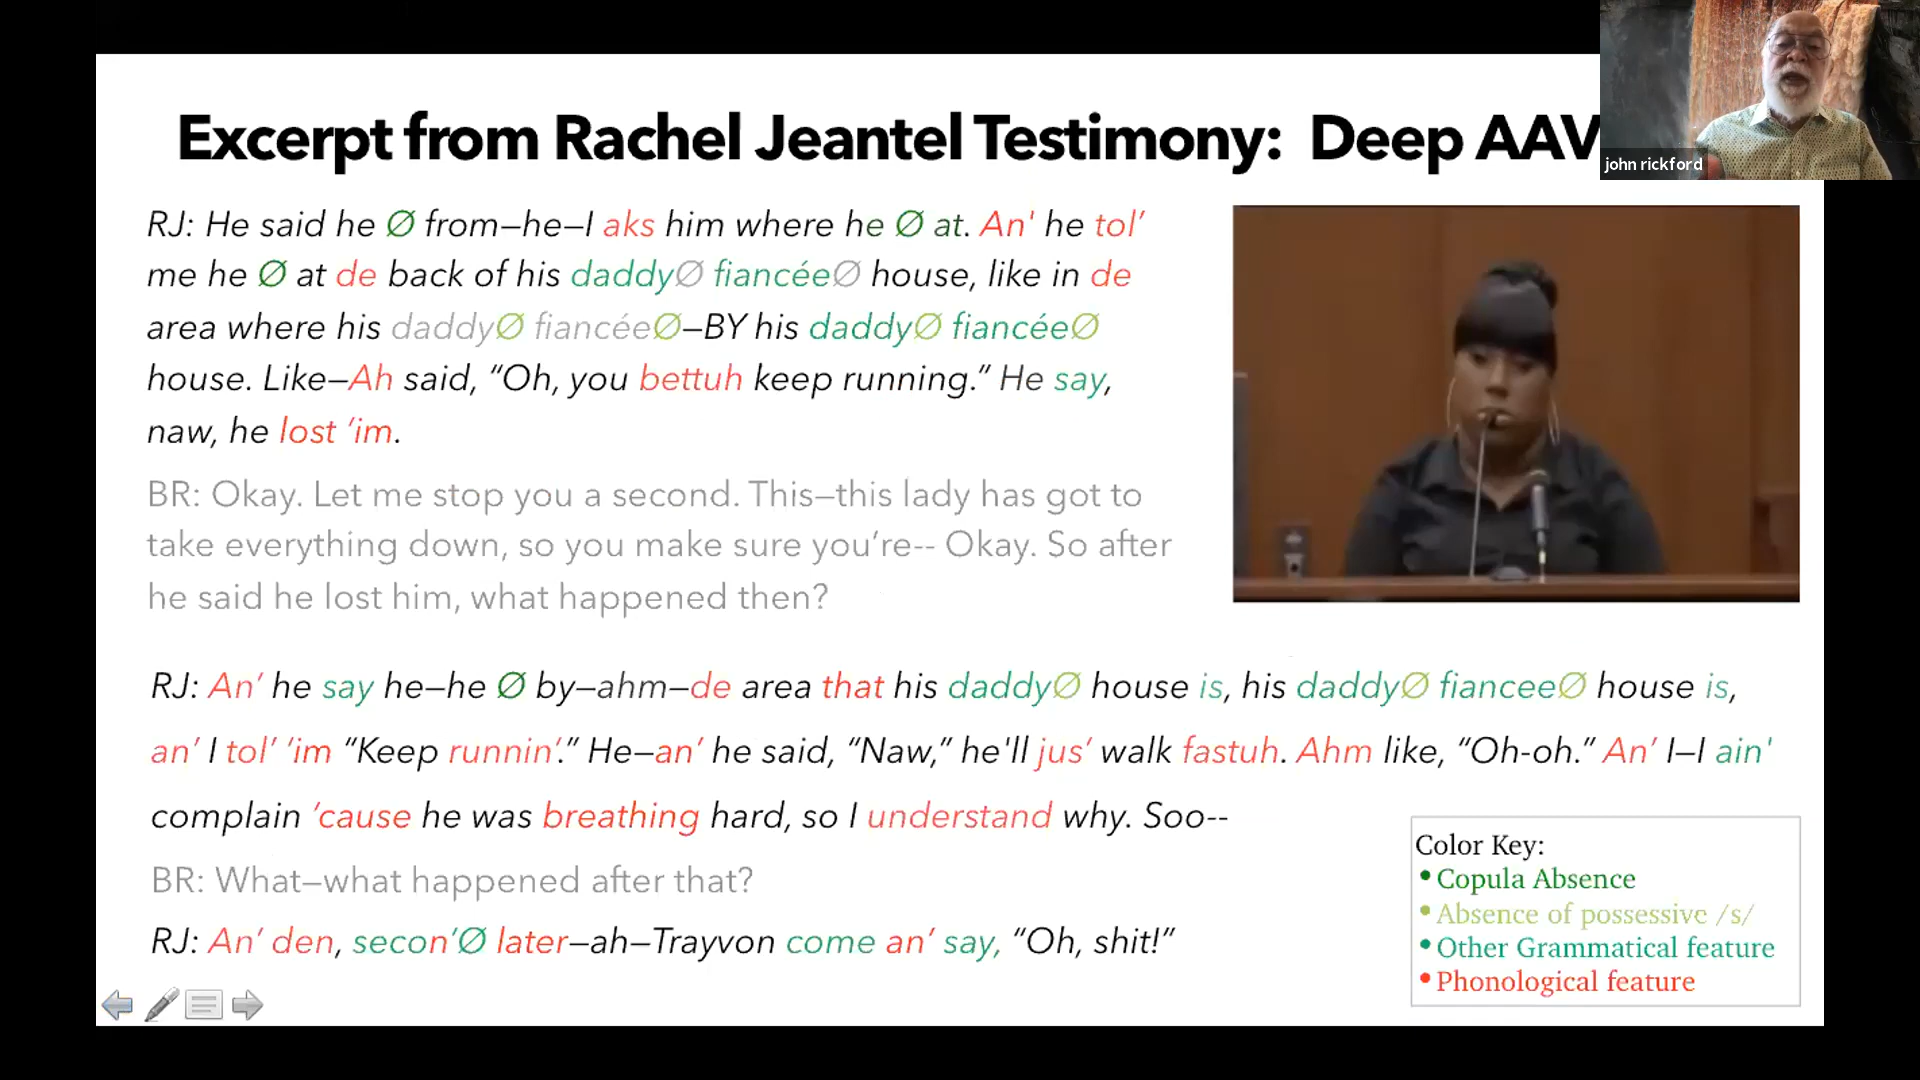 Excerpt from Rachel Jeantel Testimony: Deep AAV
john rickford
RJ: He said he Ø from—he—I aks him where he Ø at. An' he tol’
me he Ø at de back of his daddyØ fiancéeØ house, like in de
area where his daddyØ fiancéeØ—BY his daddyØ fiancéeØ
house. Like—Ah said, “Oh, you bettuh keep running.” He say,
naw, he lost ’im.
BR: Okay. Let me stop you a second. This—this lady has got to
take everything down, so you make sure you’re-- Okay. So after
he said he lost him, what happened then?
RJ: An’ he say he—he Ø by—ahm—de area that his daddyØ house is, his daddyØ fianceeØ house is,
an’ I tol’ ’im “Keep runnin’.” He—an’ he said, “Naw,” he'll jus’ walk fastuh. Ahm like, “Oh-oh.” An’ I—I ain'
complain ’cause he was breathing hard, so I understand why. Soo--
BR: What—what happened after that?
RJ: An’ den, secon’Ø later—ah—Trayvon come an’ say, “Oh, shit!”
Color Key:
•Copula Absence
•Absence of possessive /s/
•Other Grammatical feature
•Phonological feature